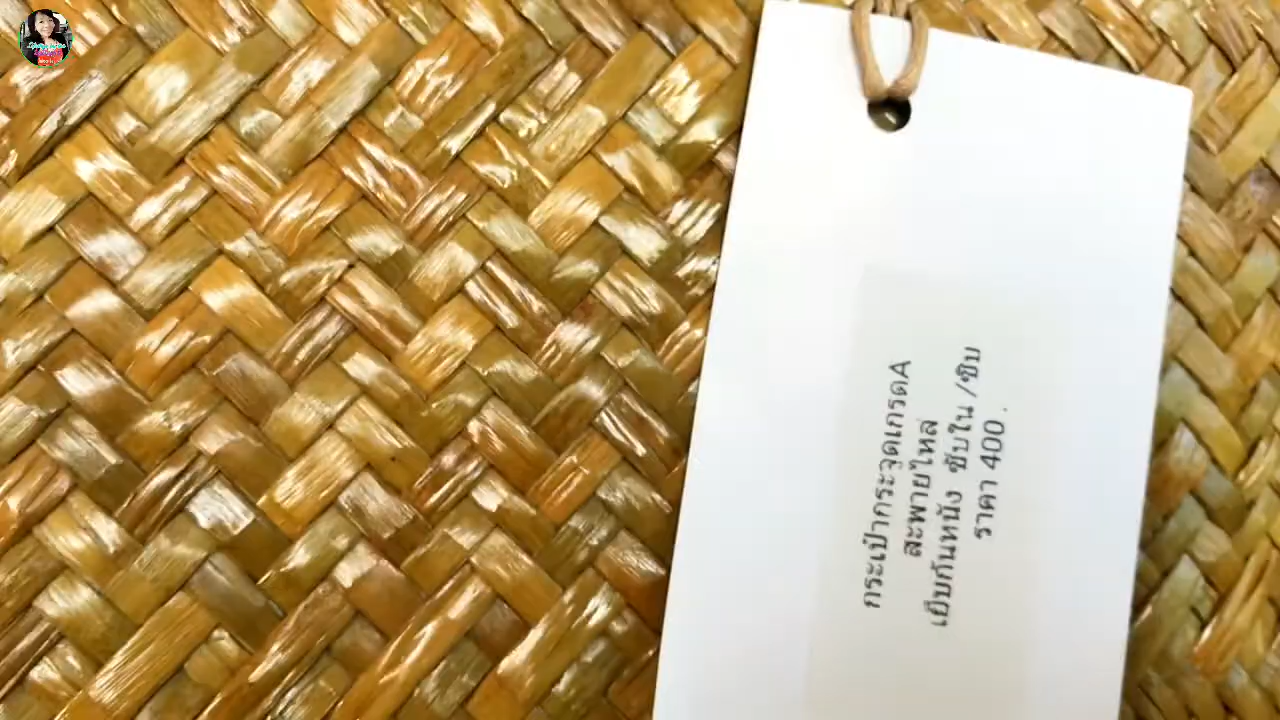 กระเป๋ากระจูดเกรดA
สะพายไหล่
เย็บกันหนัง ซับใน /ซิบ
ราคา 400.